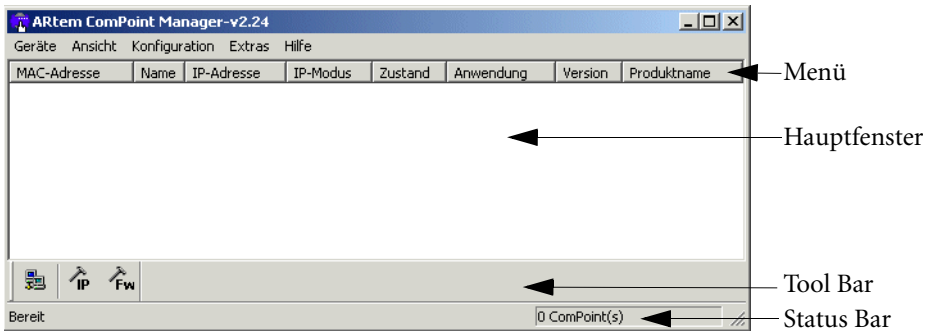 ARtem ComPoint Manager-v2.24
Geräte Ansicht Konfiguration Extras Hilfe
MAC-Adresse Name IP-Adresse IP-Modus Zustand Anwendung Version Produktname Menü
Hauptfenster
IP Fw Tool Bar
Bereit 0 ComPoint(s) Status Bar